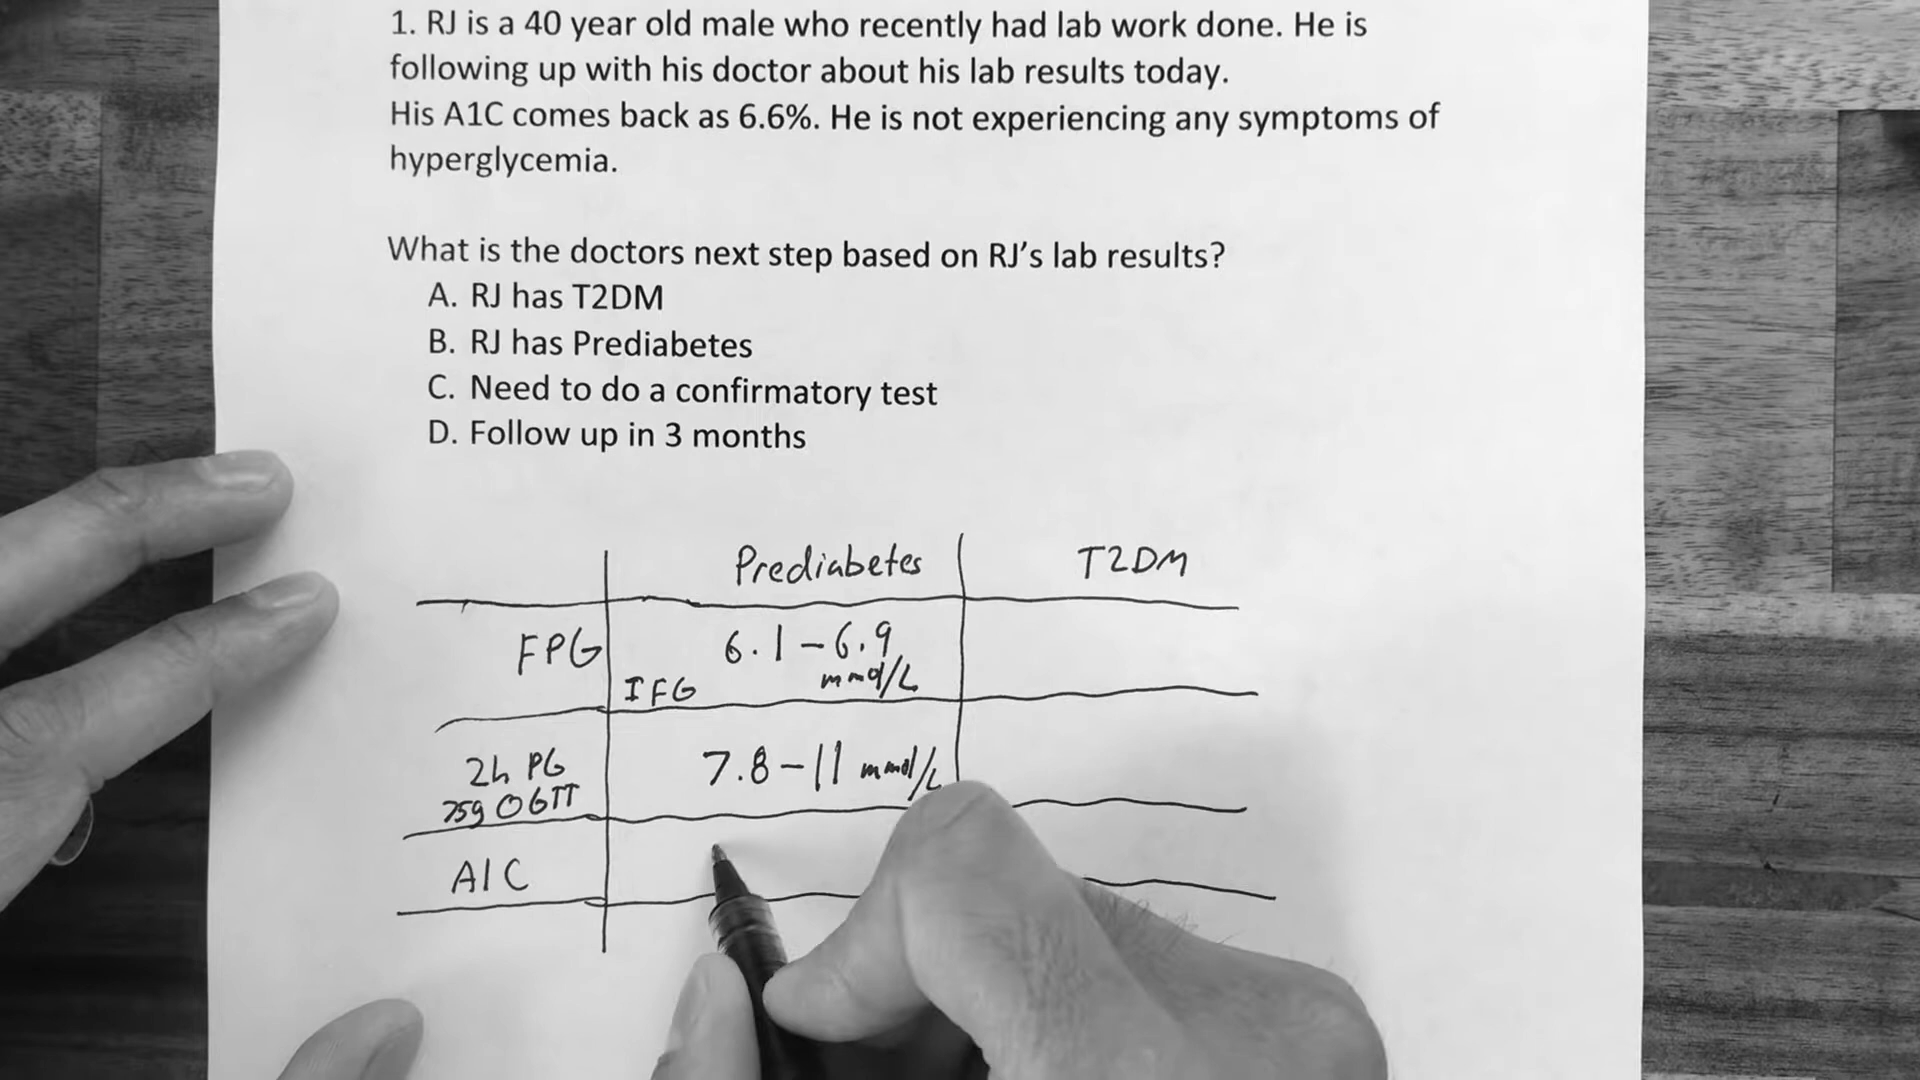 1. RJ is a 40 year old male who recently had lab work done. He is
following up with his doctor about his lab results today.
His A1C comes back as 6.6%. He is not experiencing any symptoms of
hyperglycemia.
What is the doctors next step based on RJ's lab results?
A. RJ has T2DM
B. RJ has Prediabetes
C. Need to do a confirmatory test
D. Follow up in 3 months
Prediabetes T2DM
FPG 6.1-6.9
IFG mmol/L
2h PG 7.8-11 mmol/L
75g OGTT
A1C